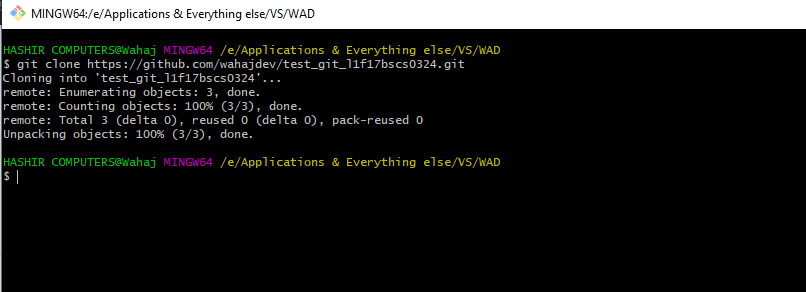 MINGW64:/e/Applications & Everything else/VS/WAD
HASHIR COMPUTERS@Wahaj MINGW64 /e/Applications & Everything else/VS/WAD
$ git clone https://github.com/wahajdev/test_git_l1f17bscs0324.git
Cloning into 'test_git_l1f17bscs0324'...
remote: Enumerating objects: 3, done.
remote: Counting objects: 100% (3/3), done.
remote: Total 3 (delta 0), reused 0 (delta 0), pack-reused 0
Unpacking objects: 100% (3/3), done.
HASHIR COMPUTERS@Wahaj MINGW64 /e/Applications & Everything else/VS/WAD
$